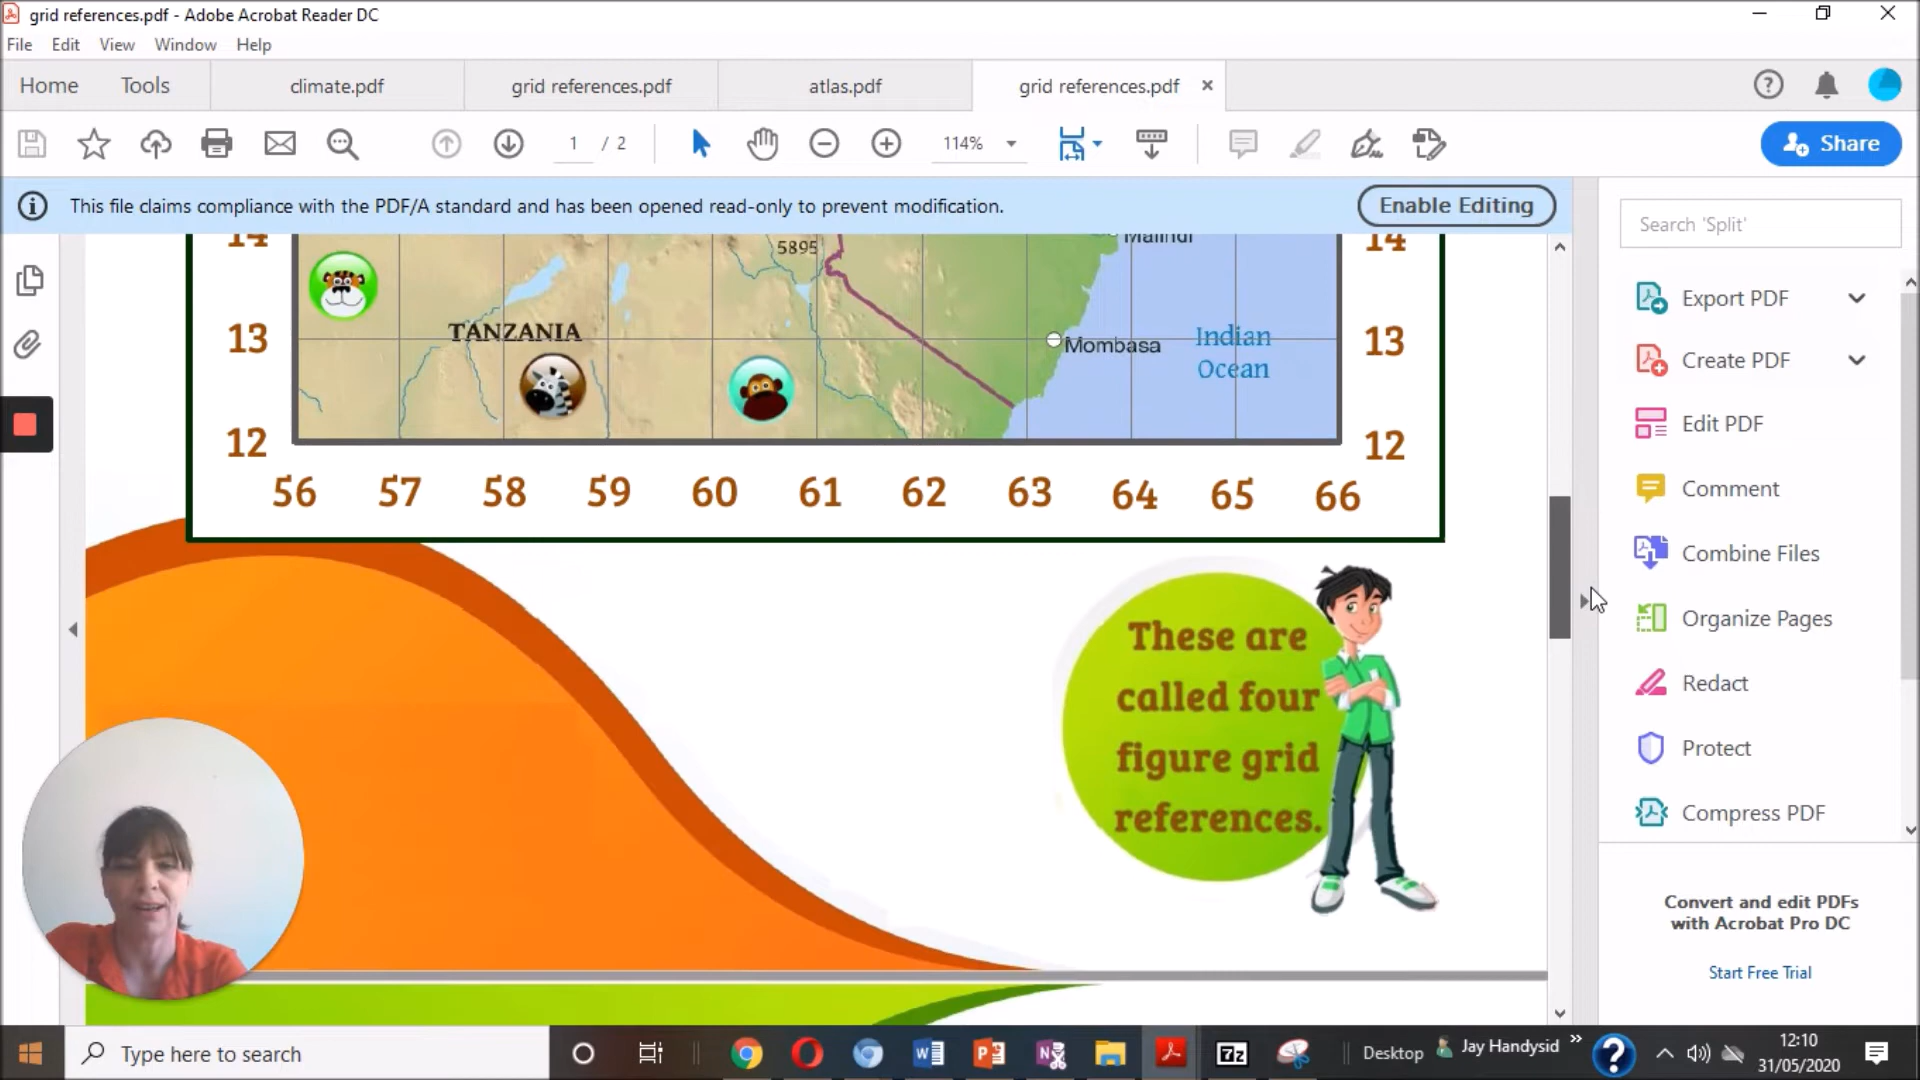 grid references.pdf - Adobe Acrobat Reader DC
File Edit View Window Help
Home Tools climate.pdf grid references.pdf atlas.pdf grid references.pdf
1 / 2 114% Share
This file claims compliance with the PDF/A standard and has been opened read-only to prevent modification. Enable Editing
Search 'Split'
14 5895 Malindi 14
Export PDF
13 TANZANIA Mombasa Indian 13
Ocean
Create PDF
Edit PDF
12 12
56 57 58 59 60 61 62 63 64 65 66
Comment
Combine Files
Organize Pages
These are
called four
figure grid
references.
Redact
Protect
Compress PDF
Convert and edit PDFs
with Acrobat Pro DC
Start Free Trial
Type here to search
Desktop Jay Handysid » 12:10
31/05/2020